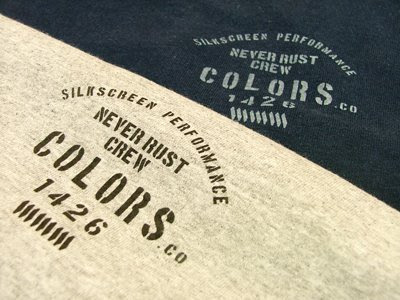 SILKSCREEN PERFORMANCE
NEVER RUST
CREW
COLORS.co
1426
SILKSCREEN PERFORMANCE
NEVER RUST
CREW
COLORS.co
1426